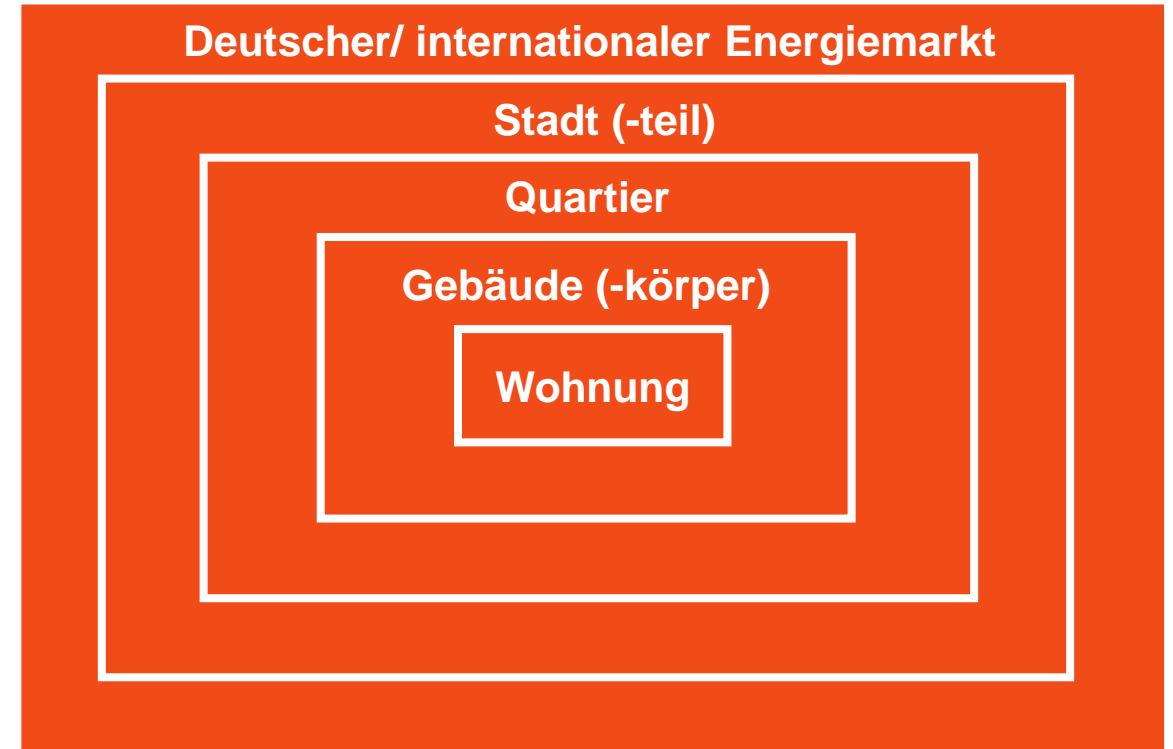 Deutscher/ internationaler Energiemarkt
Stadt (-teil)
Quartier
Gebäude (-körper)
Wohnung